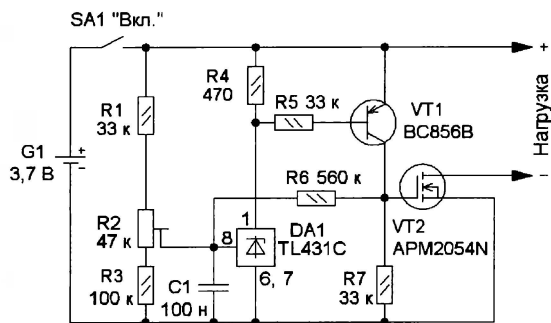 SA1 "Вкл."
+
R4
470
R5 33 к
VT1
BC856B
R1
33 к
G1
+
−
3,7 В
Нагрузка
R6 560 к
−
1
DA1
TL431C
8
R2
47 к
VT2
APM2054N
6, 7
R3
100 к
C1
100 н
R7
33 к